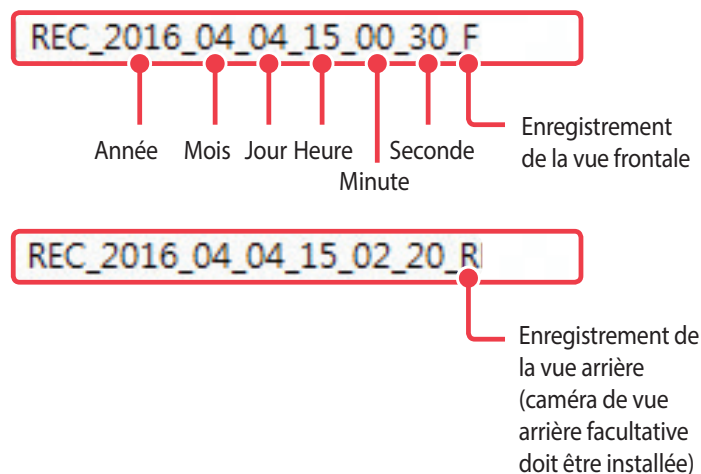 REC_2016_04_04_15_00_30_F
Année Mois Jour Heure Seconde
Minute
Enregistrement
de la vue frontale
REC_2016_04_04_15_02_20_R
Enregistrement de
la vue arrière
(caméra de vue
arrière facultative
doit être installée)